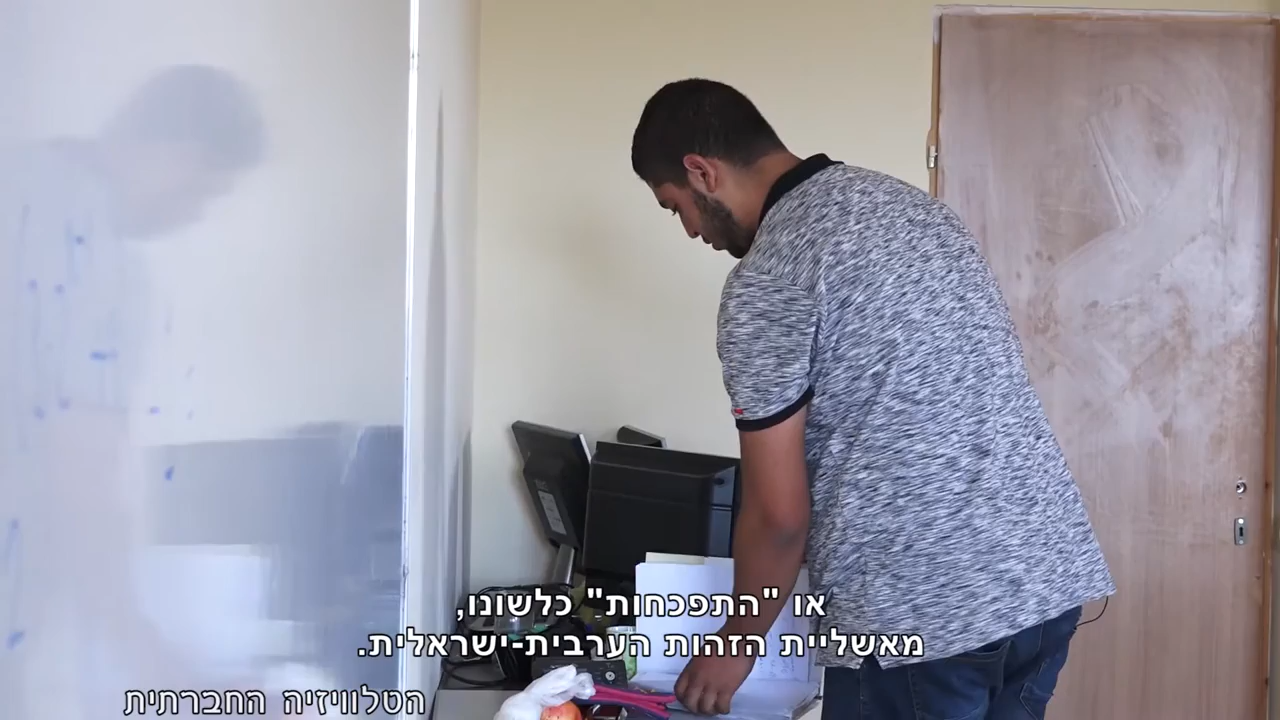 או "התפכחות" כלשונו,
מאשליית הזהות הערבית-ישראלית.
הטלוויזיה החברתית